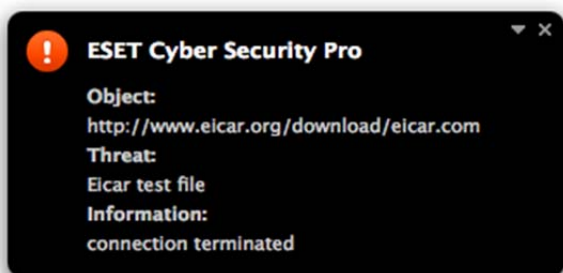 ESET Cyber Security Pro
Object:
http://www.eicar.org/download/eicar.com
Threat:
Eicar test file
Information:
connection terminated